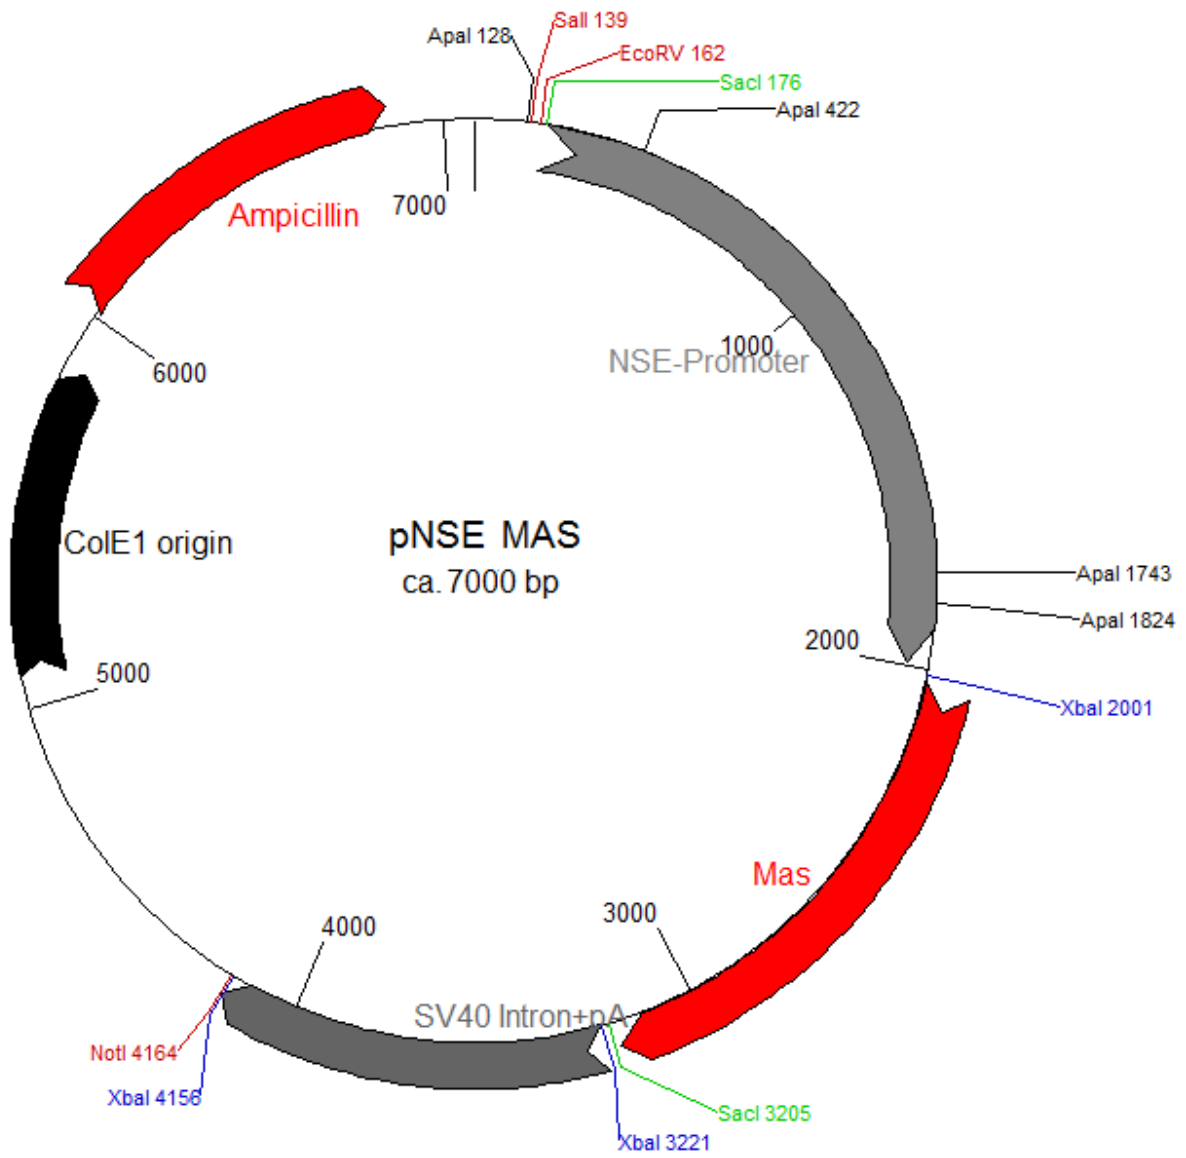 SalI 139
ApaI 128
EcoRV 162
SacI 176
ApaI 422
Ampicillin
7000
1000
NSE-Promoter
6000
pNSE MAS
ca. 7000 bp
ColE1 origin
ApaI 1743
ApaI 1824
2000
5000
XbaI 2001
Mas
3000
4000
SV40 Intron+pA
NotI 4164
XbaI 4156
SacI 3205
XbaI 3221